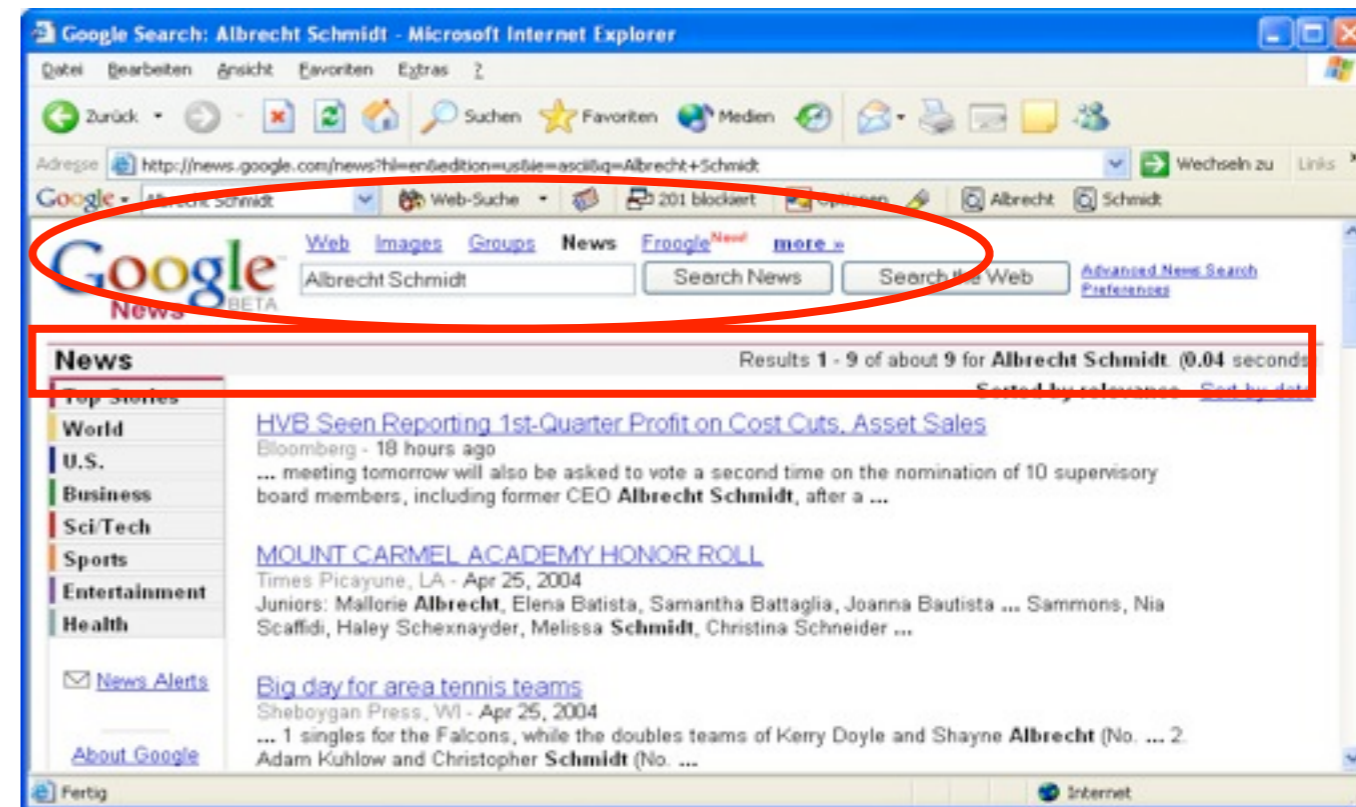 Google Search: Albrecht Schmidt - Microsoft Internet Explorer
Datei Bearbeiten Ansicht Favoriten Extras ?
Zurück Suchen Favoriten Medien
Adresse http://news.google.com/news?hl=en&edition=us&ie=ascii&q=Albrecht+Schmidt Wechseln zu Links
Google Albrecht Schmidt Web-Suche 201 blockiert Optionen Albrecht Schmidt
Web Images Groups News Froogle New! more »
Google News BETA Albrecht Schmidt Search News Search the Web Advanced News Search
Preferences
News Results 1 - 9 of about 9 for Albrecht Schmidt. (0.04 seconds)
Top Stories Sorted by relevance Sort by date
World HVB Seen Reporting 1st-Quarter Profit on Cost Cuts, Asset Sales
U.S. Bloomberg - 18 hours ago
... meeting tomorrow will also be asked to vote a second time on the nomination of 10 supervisory
Business board members, including former CEO Albrecht Schmidt, after a ...
Sci/Tech
Sports MOUNT CARMEL ACADEMY HONOR ROLL
Entertainment Times Picayune, LA - Apr 25, 2004
Juniors: Mallorie Albrecht, Elena Batista, Samantha Battaglia, Joanna Bautista ... Sammons, Nia
Health Scaffidi, Haley Schexnayder, Melissa Schmidt, Christina Schneider ...
News Alerts Big day for area tennis teams
Sheboygan Press, WI - Apr 25, 2004
... 1 singles for the Falcons, while the doubles teams of Kerry Doyle and Shayne Albrecht (No. ... 2.
About Google Adam Kuhlow and Christopher Schmidt (No. ...
Fertig Internet